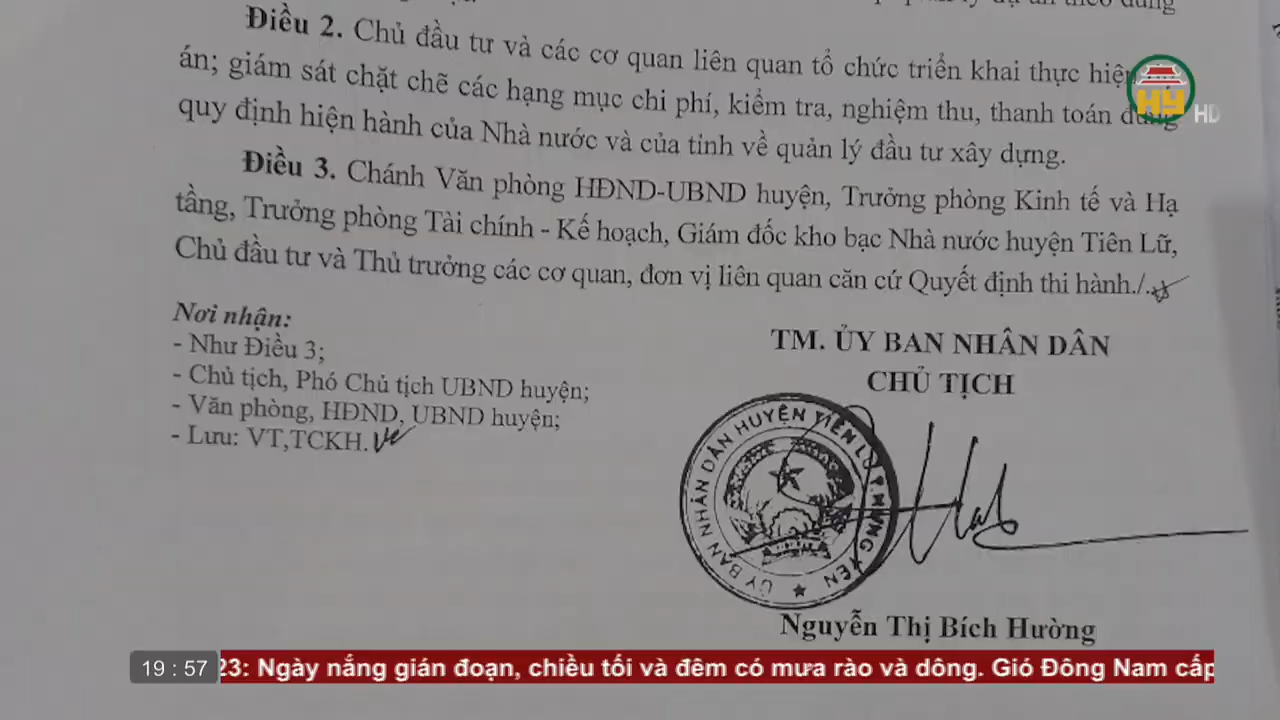 Điều 2. Chủ đầu tư và các cơ quan liên quan tổ chức triển khai thực hiện
án; giám sát chặt chẽ các hạng mục chi phí, kiểm tra, nghiệm thu, thanh toán đúng
quy định hiện hành của Nhà nước và của tỉnh về quản lý đầu tư xây dựng.
Điều 3. Chánh Văn phòng HĐND-UBND huyện, Trưởng phòng Kinh tế và Hạ
tầng, Trưởng phòng Tài chính - Kế hoạch, Giám đốc kho bạc Nhà nước huyện Tiên Lữ,
Chủ đầu tư và Thủ trưởng các cơ quan, đơn vị liên quan căn cứ Quyết định thi hành./.
Nơi nhận:
- Như Điều 3;
- Chủ tịch, Phó Chủ tịch UBND huyện;
- Văn phòng, HĐND, UBND huyện;
- Lưu: VT,TCKH.
TM. ỦY BAN NHÂN DÂN
CHỦ TỊCH
ỦY BAN NHÂN DÂN HUYỆN TIÊN LỮ T.HƯNG YÊN
Nguyễn Thị Bích Hường
HY HD
19 : 57
23: Ngày nắng gián đoạn, chiều tối và đêm có mưa rào và dông. Gió Đông Nam cấp